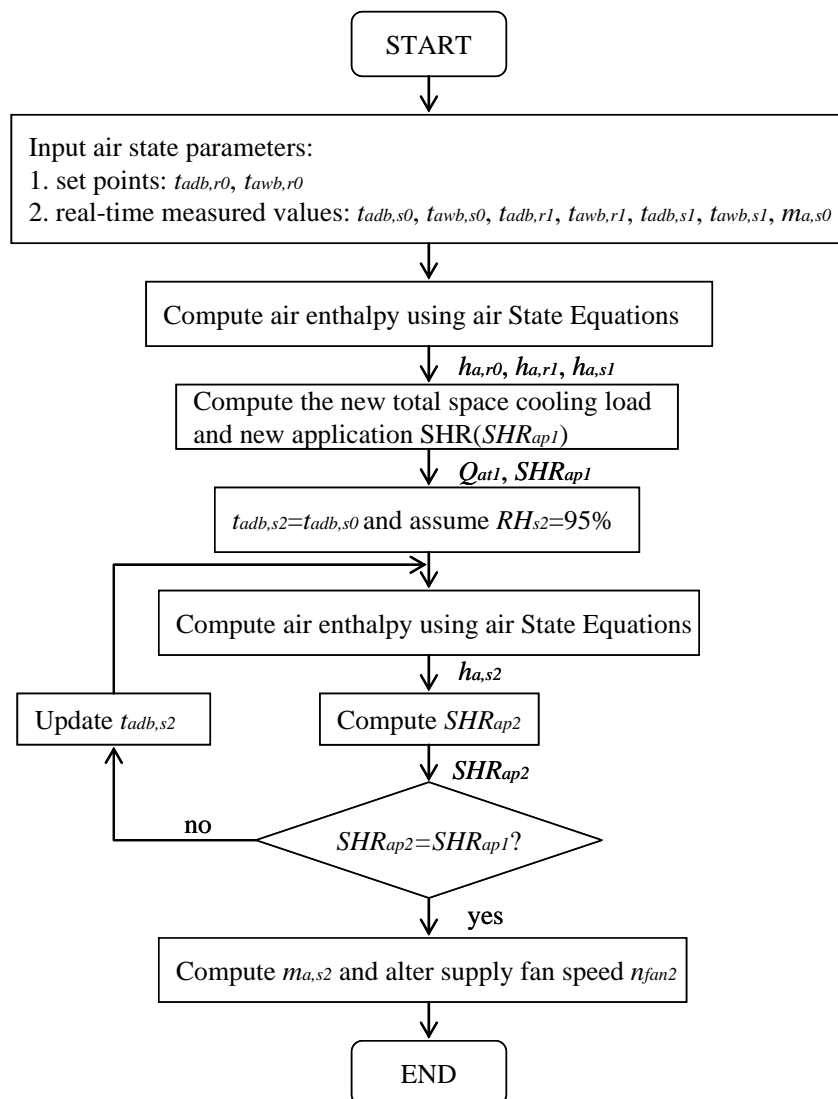 START
Input air state parameters:
1. set points: tadb,r0, tawb,r0
2. real-time measured values: tadb,s0, tawb,s0, tadb,r1, tawb,r1, tadb,s1, tawb,s1, ma,s0
Compute air enthalpy using air State Equations
ha,r0, ha,r1, ha,s1
Compute the new total space cooling load
and new application SHR(SHRap1)
Qat1, SHRap1
tadb,s2=tadb,s0 and assume RHs2=95%
Compute air enthalpy using air State Equations
ha,s2
Update tadb,s2
Compute SHRap2
SHRap2
no
SHRap2=SHRap1?
yes
Compute ma,s2 and alter supply fan speed nfan2
END